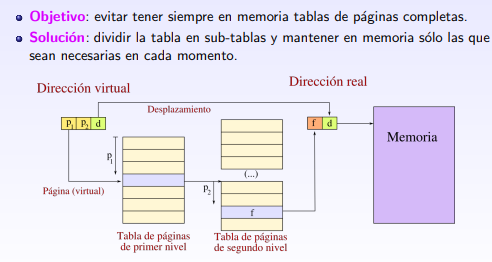 Objetivo: evitar tener siempre en memoria tablas de páginas completas.
Solución: dividir la tabla en sub-tablas y mantener en memoria sólo las que
sean necesarias en cada momento.
Dirección virtual
Dirección real
Desplazamiento
p1 p2 d
f d
Memoria
p1
(...)
Página (virtual)
p2
f
Tabla de páginas
de primer nivel
Tabla de páginas
de segundo nivel